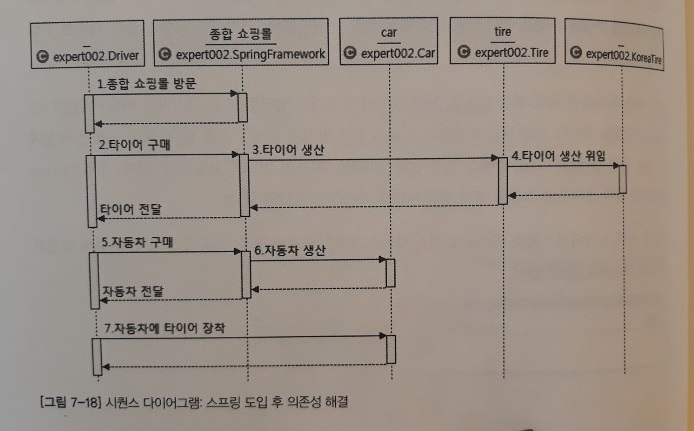 종합 쇼핑몰
car
tire
C expert002.Driver
C expert002.SpringFramework
C expert002.Car
C expert002.Tire
C expert002.KoreaTire
1.종합 쇼핑몰 방문
2.타이어 구매
3.타이어 생산
4.타이어 생산 위임
타이어 전달
5.자동차 구매
6.자동차 생산
자동차 전달
7.자동차에 타이어 장착
[그림 7-18] 시퀀스 다이어그램: 스프링 도입 후 의존성 해결